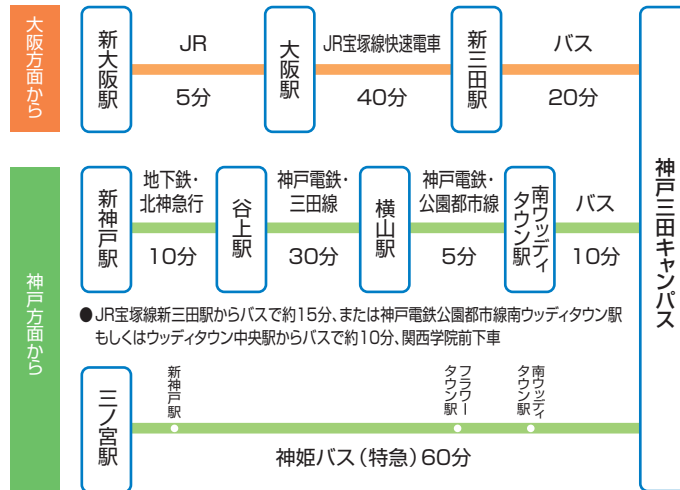 大阪方面から
新大阪駅
JR
5分
大阪駅
JR宝塚線快速電車
40分
新三田駅
バス
20分
神戸三田キャンパス
神戸方面から
新神戸駅
地下鉄・
北神急行
10分
谷上駅
神戸電鉄・
三田線
30分
横山駅
神戸電鉄・
公園都市線
5分
南ウッディ
タウン駅
バス
10分
●JR宝塚線新三田駅からバスで約15分、または神戸電鉄公園都市線南ウッディタウン駅
もしくはウッディタウン中央駅からバスで約10分、関西学院前下車
三ノ宮駅
新神戸駅
フラワー
タウン駅
南ウッディ
タウン駅
神姫バス（特急）60分